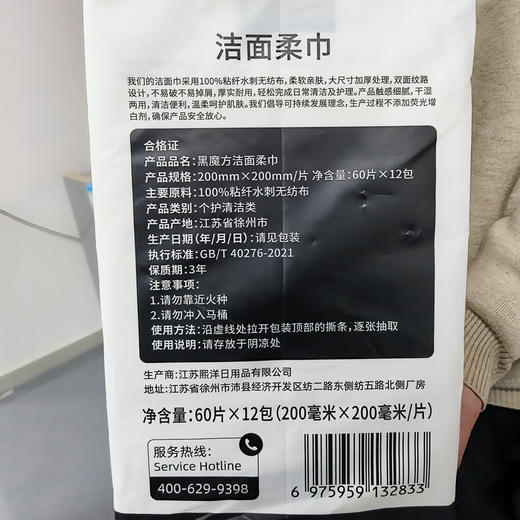 洁面柔巾
我们的洁面巾采用100%粘纤水刺无纺布，柔软亲肤，大尺寸加厚处理，双面纹路
设计，不易破不易掉屑，厚实耐用，轻松完成日常清洁及护理。产品触感细腻，干湿
两用，清洁便利，温柔呵护肌肤。我们倡导可持续发展理念，生产过程不添加荧光增
白剂，确保产品安全放心。
合格证
产品品名：黑魔方洁面柔巾
产品规格：200mm×200mm/片 净含量：60片×12包
主要原料：100%粘纤水刺无纺布
产品类别：个护清洁类
产品产地：江苏省徐州市
生产日期（年/月/日）：请见包装
执行标准：GB/T 40276-2021
保质期：3年
注意事项：
1.请勿靠近火种
2.请勿冲入马桶
使用方法：沿虚线处拉开包装顶部的撕条，逐张抽取
使用说明：请存放于阴凉处
生产商：江苏熙洋日用品有限公司
地址：江苏省徐州市沛县经济开发区纺二路东侧纺五路北侧厂房
净含量：60片×12包（200毫米×200毫米/片）
服务热线：
Service Hotline
400-629-9398
6 975959 132833